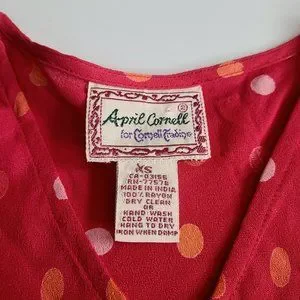 April Cornell
®
for Cornell Trading
XS
CA-03156
RN-77570
MADE IN INDIA
100% RAYON
DRY CLEAN
OR
HAND WASH
COLD WATER
HANG TO DRY
IRON WHEN DAMP